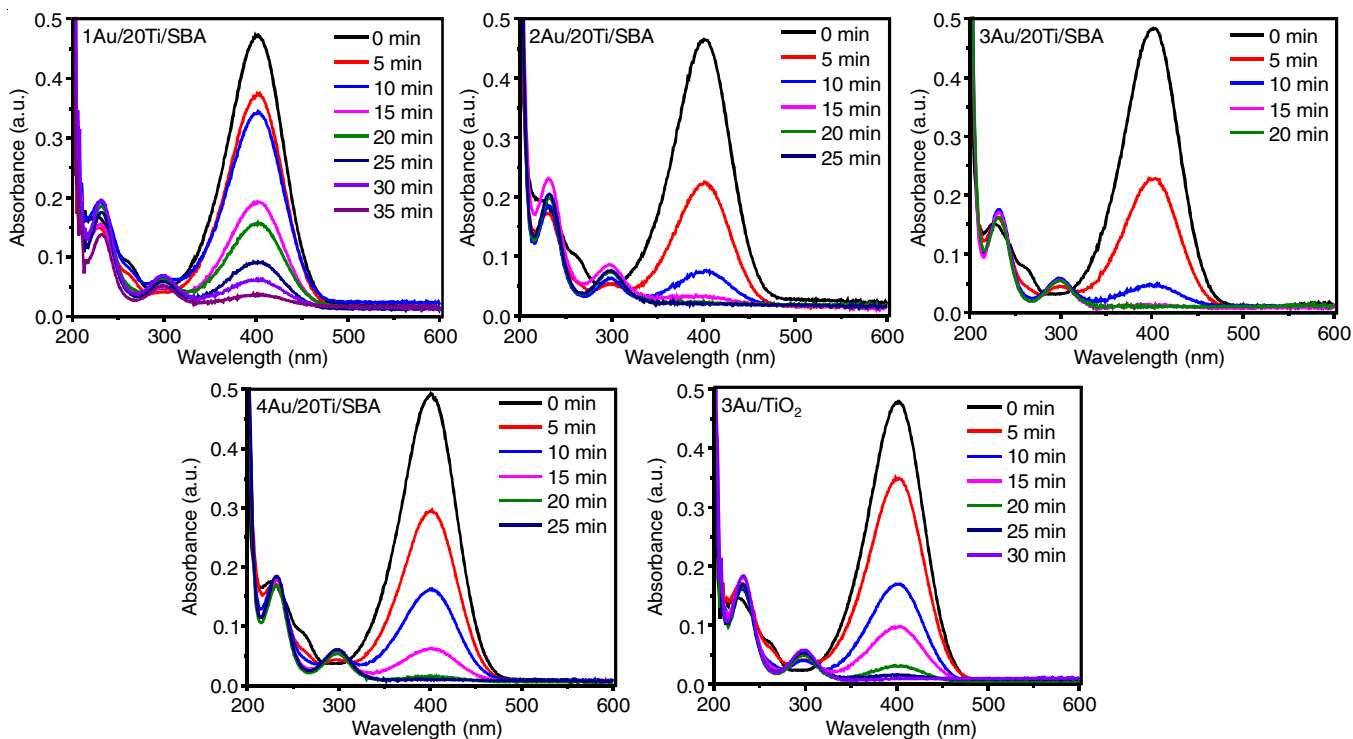 1Au/20Ti/SBA
0 min
5 min
10 min
15 min
20 min
25 min
30 min
35 min
Absorbance (a.u.)
0.5
0.4
0.3
0.2
0.1
0.0
200 300 400 500 600
Wavelength (nm)
2Au/20Ti/SBA
0 min
5 min
10 min
15 min
20 min
25 min
Absorbance (a.u.)
0.5
0.4
0.3
0.2
0.1
0.0
200 300 400 500 600
Wavelength (nm)
3Au/20Ti/SBA
0 min
5 min
10 min
15 min
20 min
Absorbance (a.u.)
0.5
0.4
0.3
0.2
0.1
0.0
200 300 400 500 600
Wavelength (nm)
4Au/20Ti/SBA
0 min
5 min
10 min
15 min
20 min
25 min
Absorbance (a.u.)
0.5
0.4
0.3
0.2
0.1
0.0
200 300 400 500 600
Wavelength (nm)
3Au/TiO₂
0 min
5 min
10 min
15 min
20 min
25 min
30 min
Absorbance (a.u.)
0.5
0.4
0.3
0.2
0.1
0.0
200 300 400 500 600
Wavelength (nm)